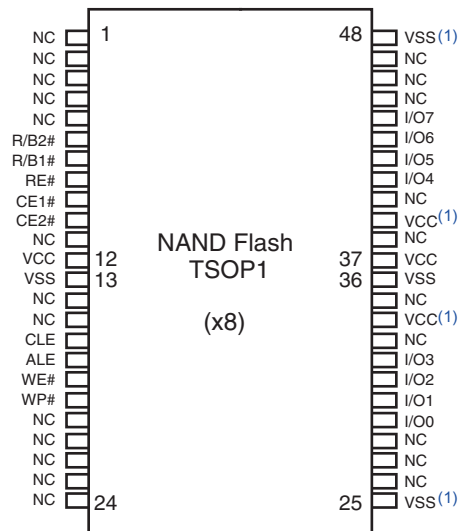 NC 1 48 VSS(1)
NC NC
NC NC
NC NC
NC I/O7
R/B2# I/O6
R/B1# I/O5
RE# I/O4
CE1# NC
CE2# VCC(1)
NC NAND Flash NC
VCC 12 TSOP1 37 VCC
VSS 13 36 VSS
NC NC
NC (x8) VCC(1)
CLE NC
ALE I/O3
WE# I/O2
WP# I/O1
NC I/O0
NC NC
NC NC
NC NC
NC 24 25 VSS(1)